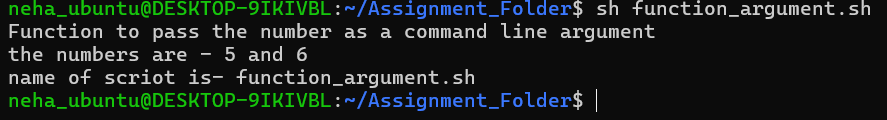 neha_ubuntu@DESKTOP-9IKIVBL:~/Assignment_Folder$ sh function_argument.sh
Function to pass the number as a command line argument
the numbers are - 5 and 6
name of scriot is- function_argument.sh
neha_ubuntu@DESKTOP-9IKIVBL:~/Assignment_Folder$